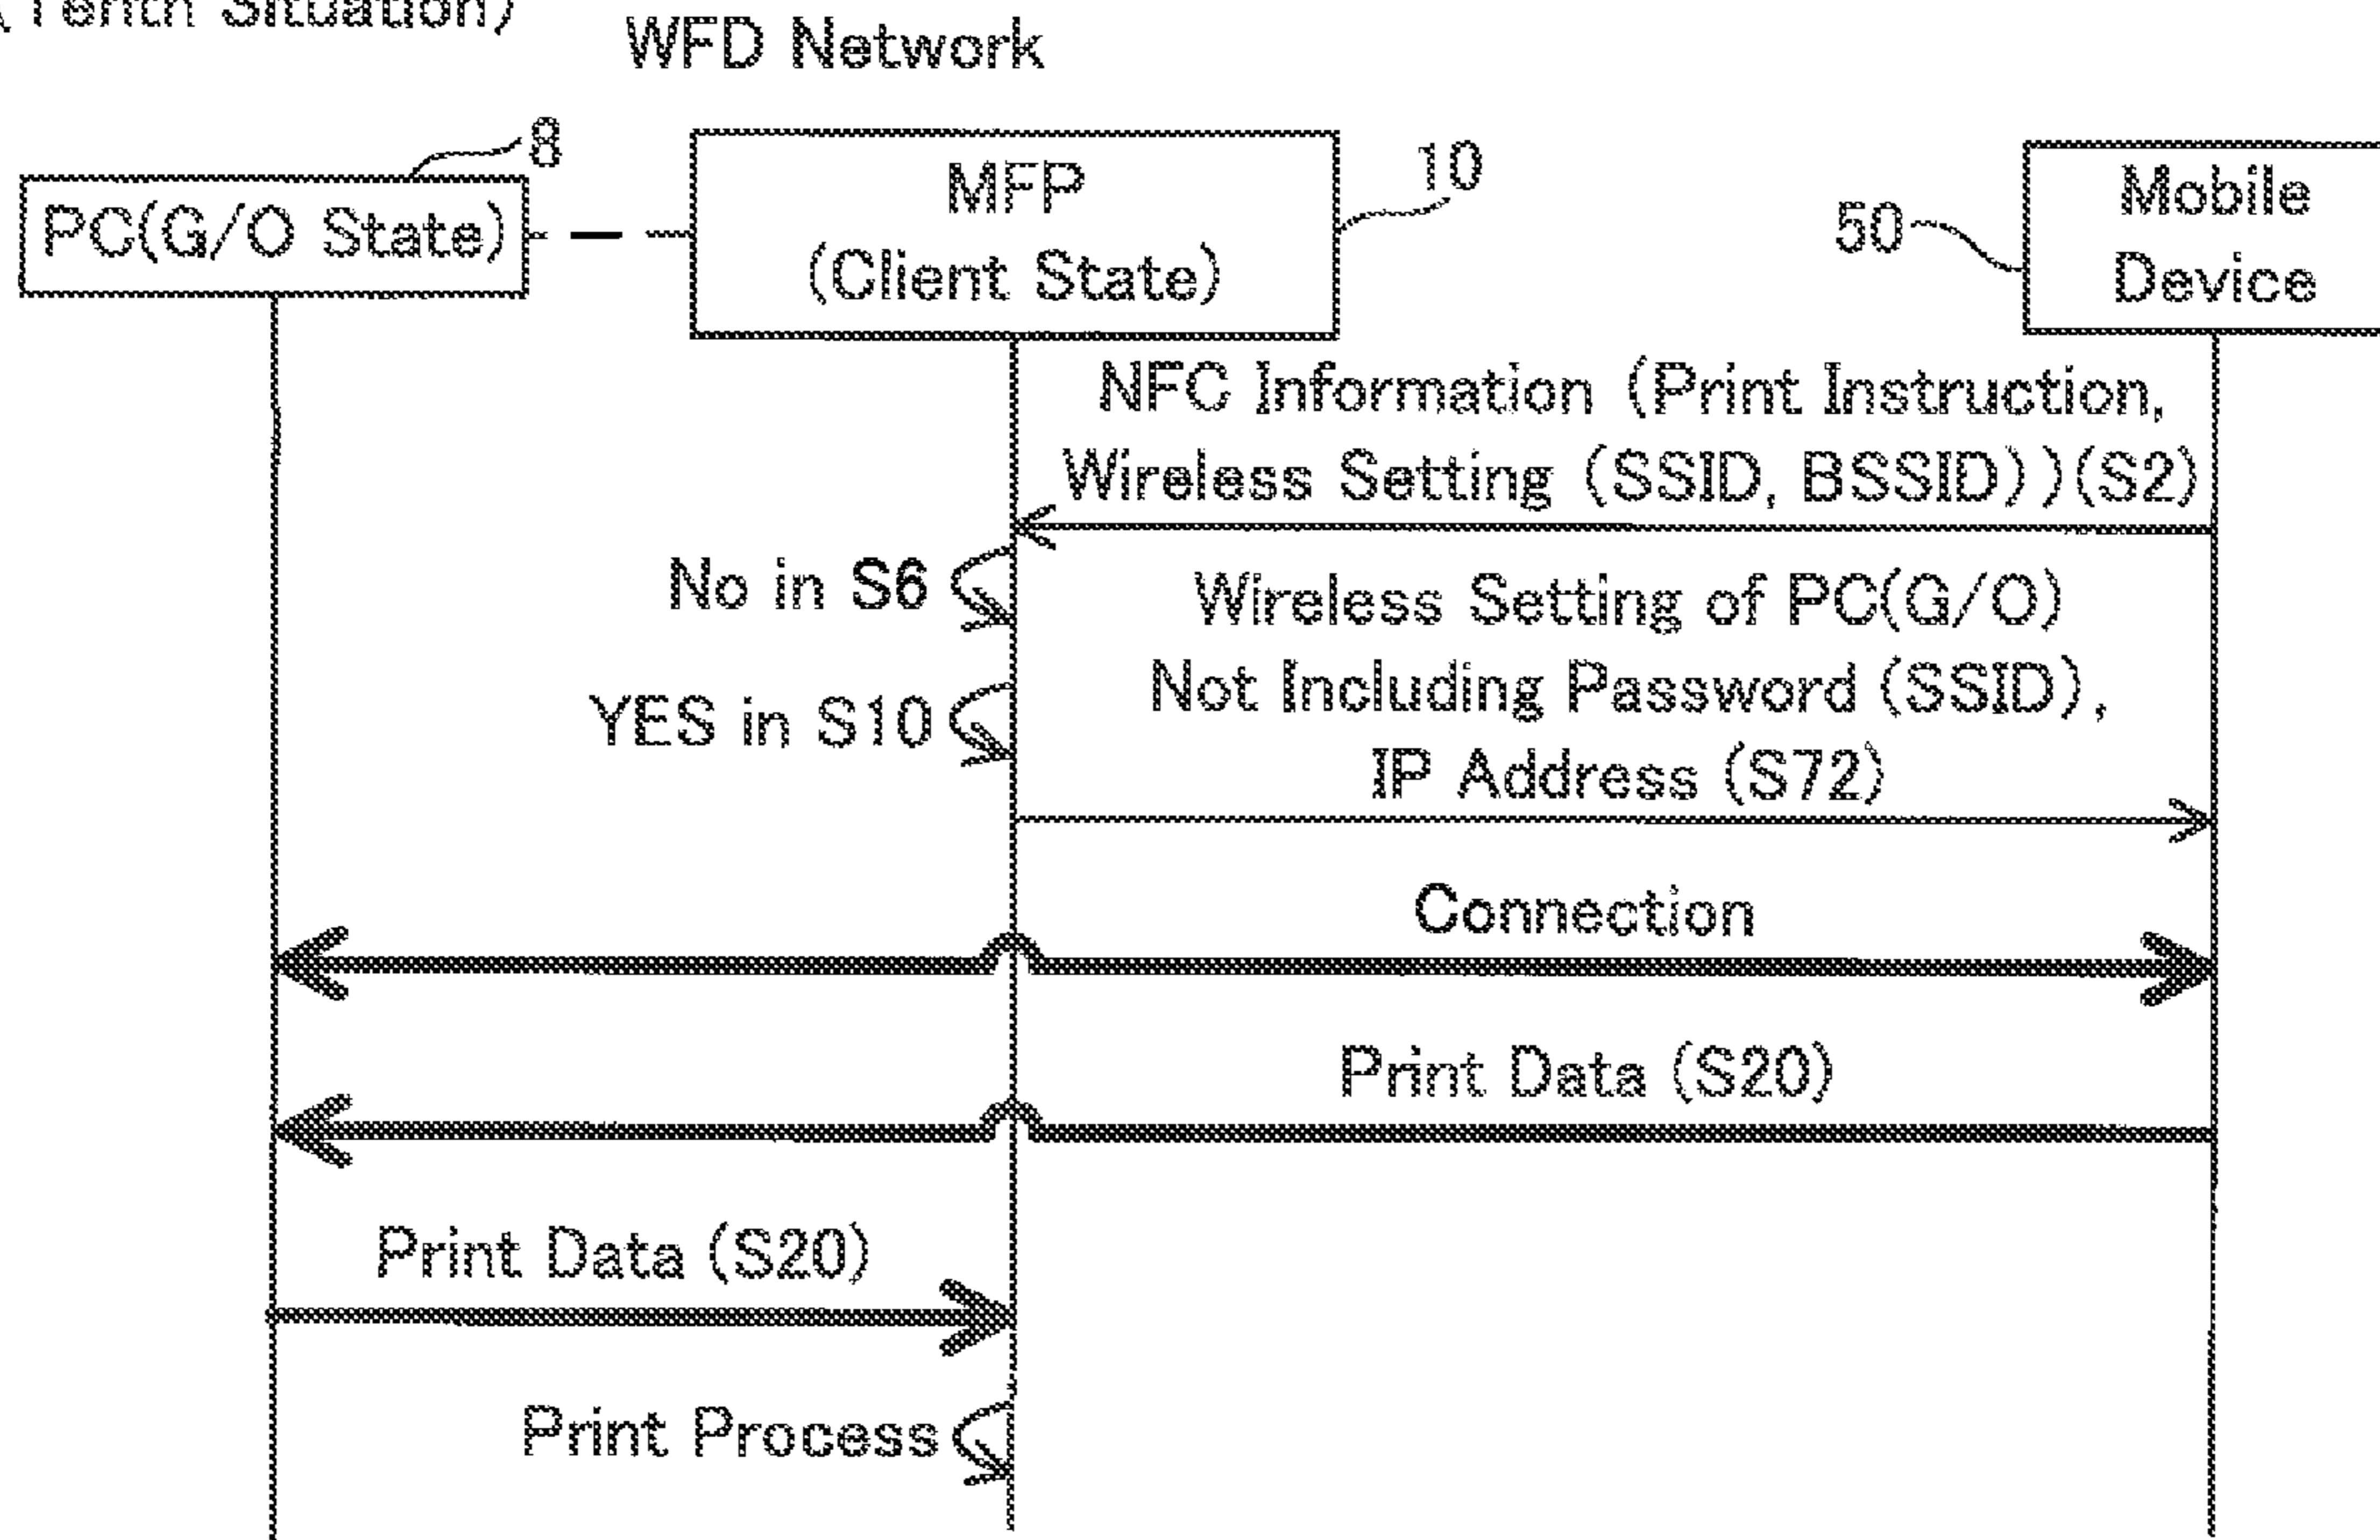 (Tenth Situation)
WFD Network
8
PC(G/O State)
MFP
(Client State)
10
50
Mobile
Device
NFC Information (Print Instruction,
Wireless Setting (SSID, BSSID))(S2)
No in S6
Wireless Setting of PC(G/O)
Not Including Password (SSID),
IP Address (S72)
YES in S10
Connection
Print Data (S20)
Print Data (S20)
Print Process